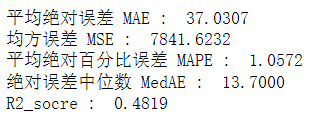 平均绝对误差 MAE :  37.0307
均方误差 MSE :  7841.6232
平均绝对百分比误差 MAPE :  1.0572
绝对误差中位数 MedAE :  13.7000
R2_socre :  0.4819